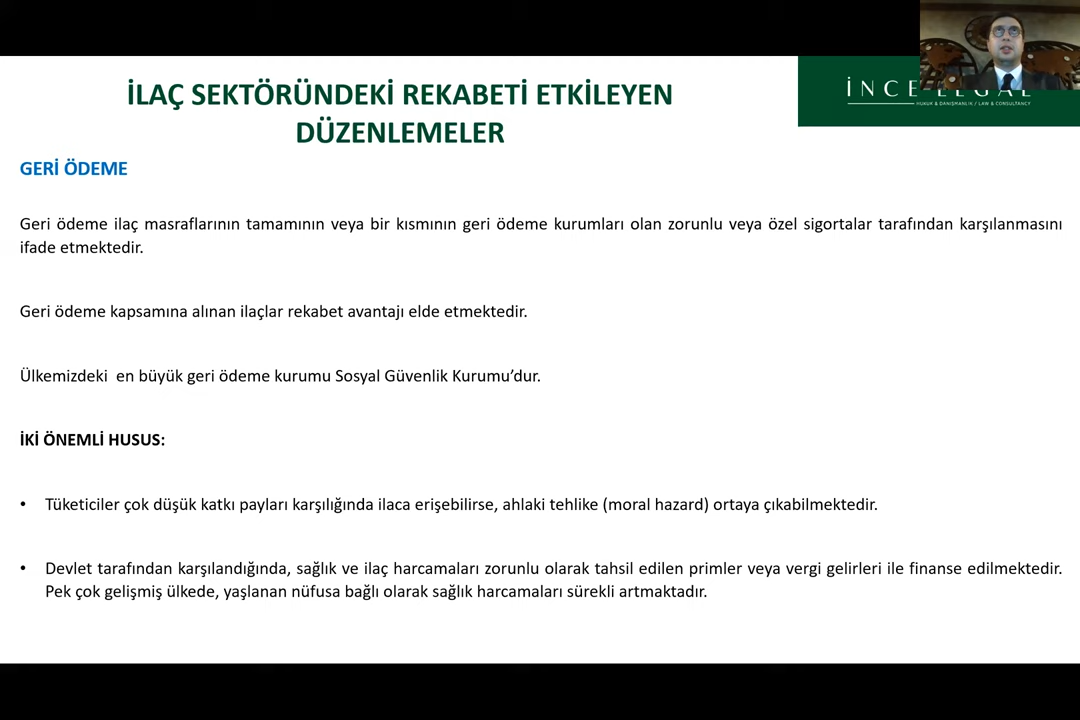 İLAÇ SEKTÖRÜNDEKİ REKABETİ ETKİLEYEN
DÜZENLEMELER
İNCE LEGAL
HUKUK & DANIŞMANLIK / LAW & CONSULTANCY
GERİ ÖDEME
Geri ödeme ilaç masraflarının tamamının veya bir kısmının geri ödeme kurumları olan zorunlu veya özel sigortalar tarafından karşılanmasını
ifade etmektedir.
Geri ödeme kapsamına alınan ilaçlar rekabet avantajı elde etmektedir.
Ülkemizdeki en büyük geri ödeme kurumu Sosyal Güvenlik Kurumu’dur.
İKİ ÖNEMLİ HUSUS:
• Tüketiciler çok düşük katkı payları karşılığında ilaca erişebilirse, ahlaki tehlike (moral hazard) ortaya çıkabilmektedir.
• Devlet tarafından karşılandığında, sağlık ve ilaç harcamaları zorunlu olarak tahsil edilen primler veya vergi gelirleri ile finanse edilmektedir.
Pek çok gelişmiş ülkede, yaşlanan nüfusa bağlı olarak sağlık harcamaları sürekli artmaktadır.